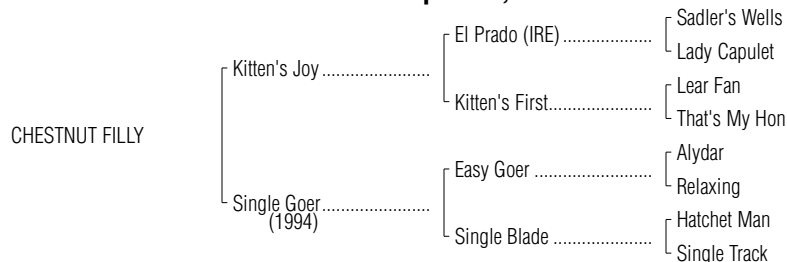 Sadler's Wells
El Prado (IRE)
Lady Capulet
Kitten's Joy
Lear Fan
Kitten's First
That's My Hon
CHESTNUT FILLY
Alydar
Easy Goer
Relaxing
Single Goer
(1994)
Hatchet Man
Single Blade
Single Track